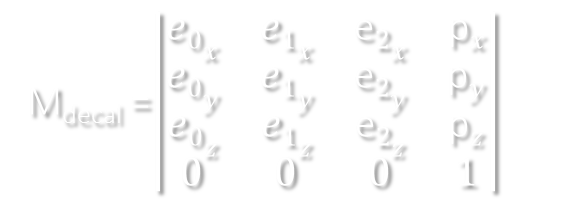 e₀ₓ e₁ₓ e₂ₓ pₓ
e₀y e₁y e₂y py
M_decal =
e₀z e₁z e₂z pz
0 0 0 1